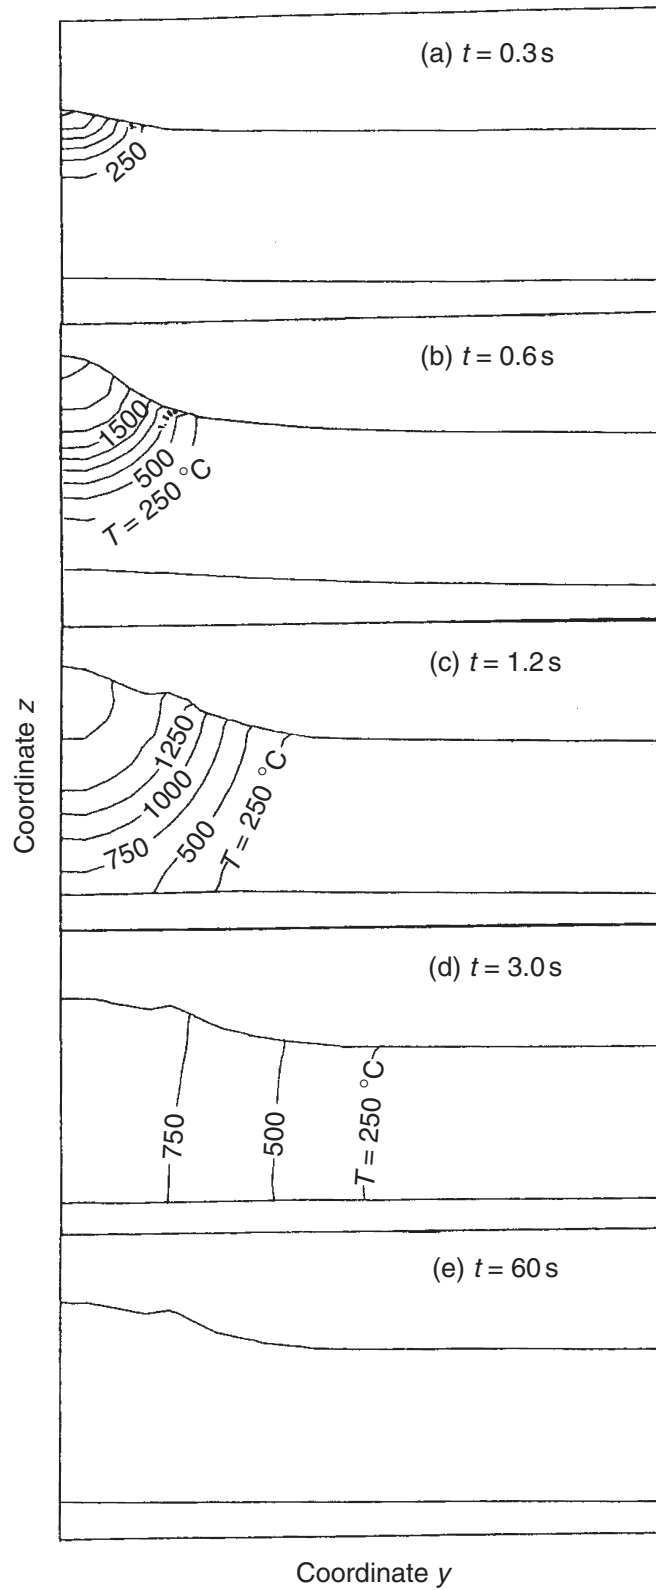 (a) t = 0.3 s
250
(b) t = 0.6 s
1500
500
T = 250 °C
(c) t = 1.2 s
1250
1000
750
500
T = 250 °C
(d) t = 3.0 s
750
500
T = 250 °C
(e) t = 60 s
Coordinate z
Coordinate y